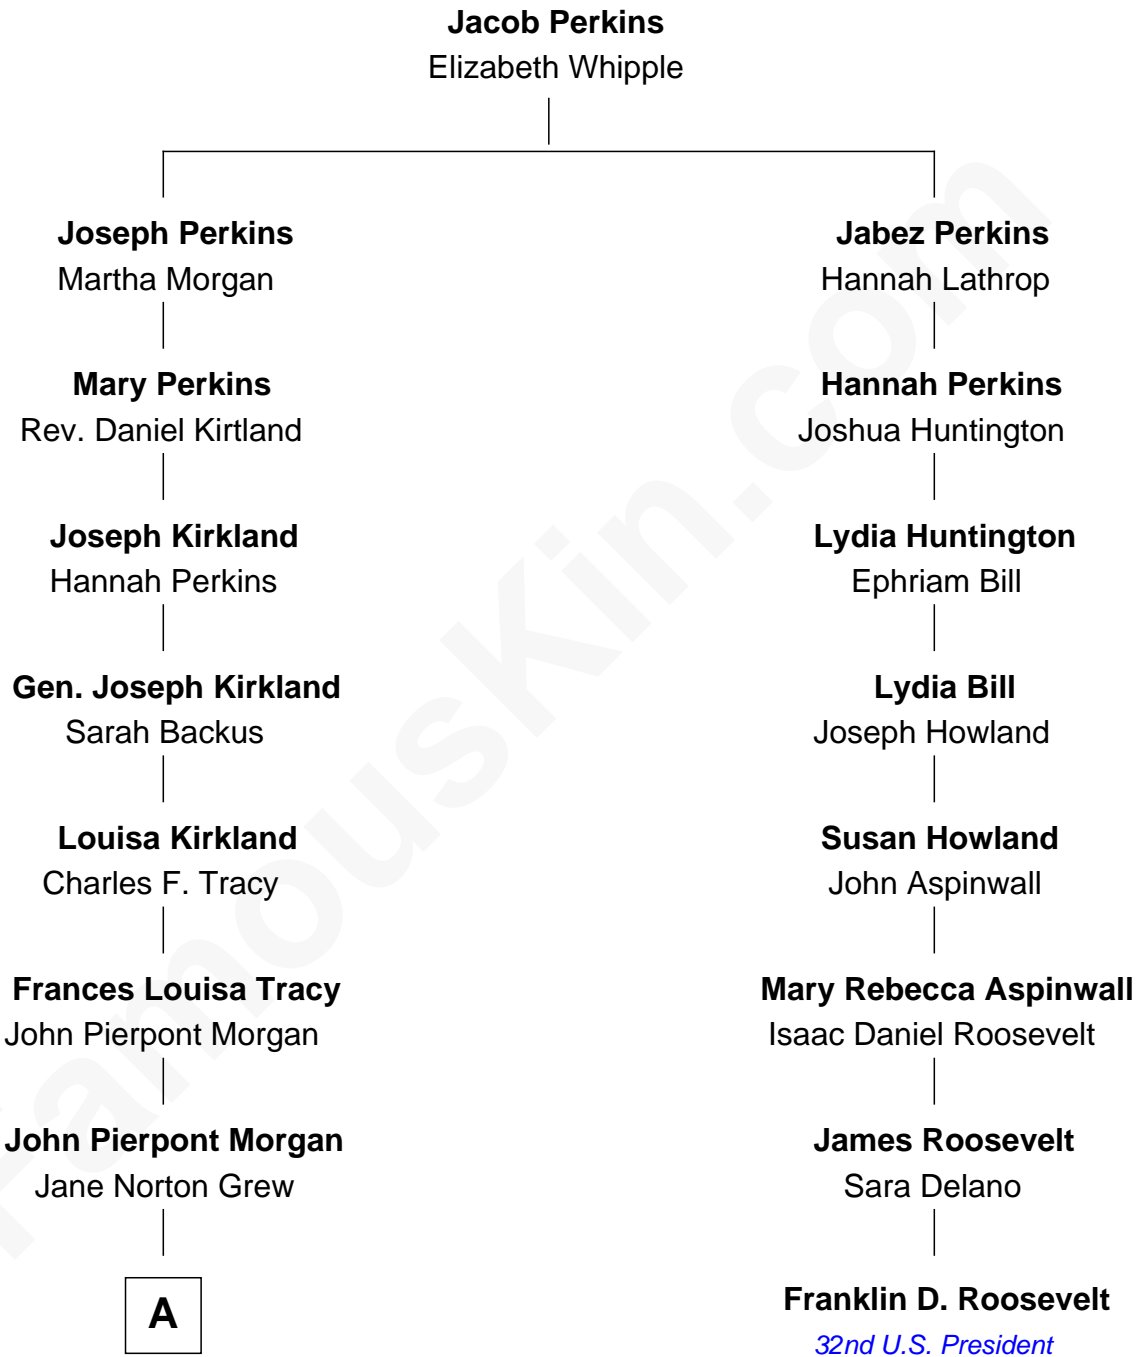 Jacob Perkins
Elizabeth Whipple
Joseph Perkins
Martha Morgan
Jabez Perkins
Hannah Lathrop
Mary Perkins
Rev. Daniel Kirtland
Hannah Perkins
Joshua Huntington
Joseph Kirkland
Hannah Perkins
Lydia Huntington
Ephriam Bill
Gen. Joseph Kirkland
Sarah Backus
Lydia Bill
Joseph Howland
Louisa Kirkland
Charles F. Tracy
Susan Howland
John Aspinwall
Frances Louisa Tracy
John Pierpont Morgan
Mary Rebecca Aspinwall
Isaac Daniel Roosevelt
John Pierpont Morgan
Jane Norton Grew
James Roosevelt
Sara Delano
A
Franklin D. Roosevelt
32nd U.S. President
FamousKin.com